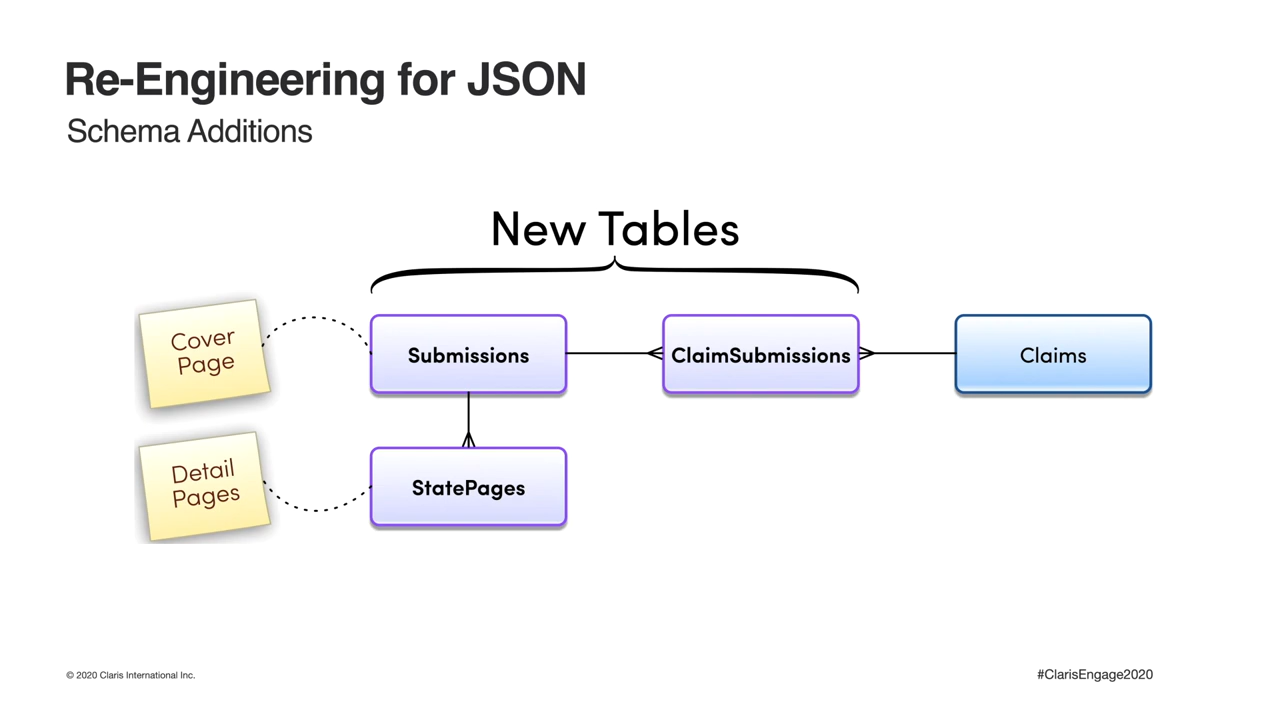 Re-Engineering for JSON
Schema Additions
New Tables
Cover
Page
Submissions
ClaimSubmissions
Claims
Detail
Pages
StatePages
© 2020 Claris International Inc.
#ClarisEngage2020